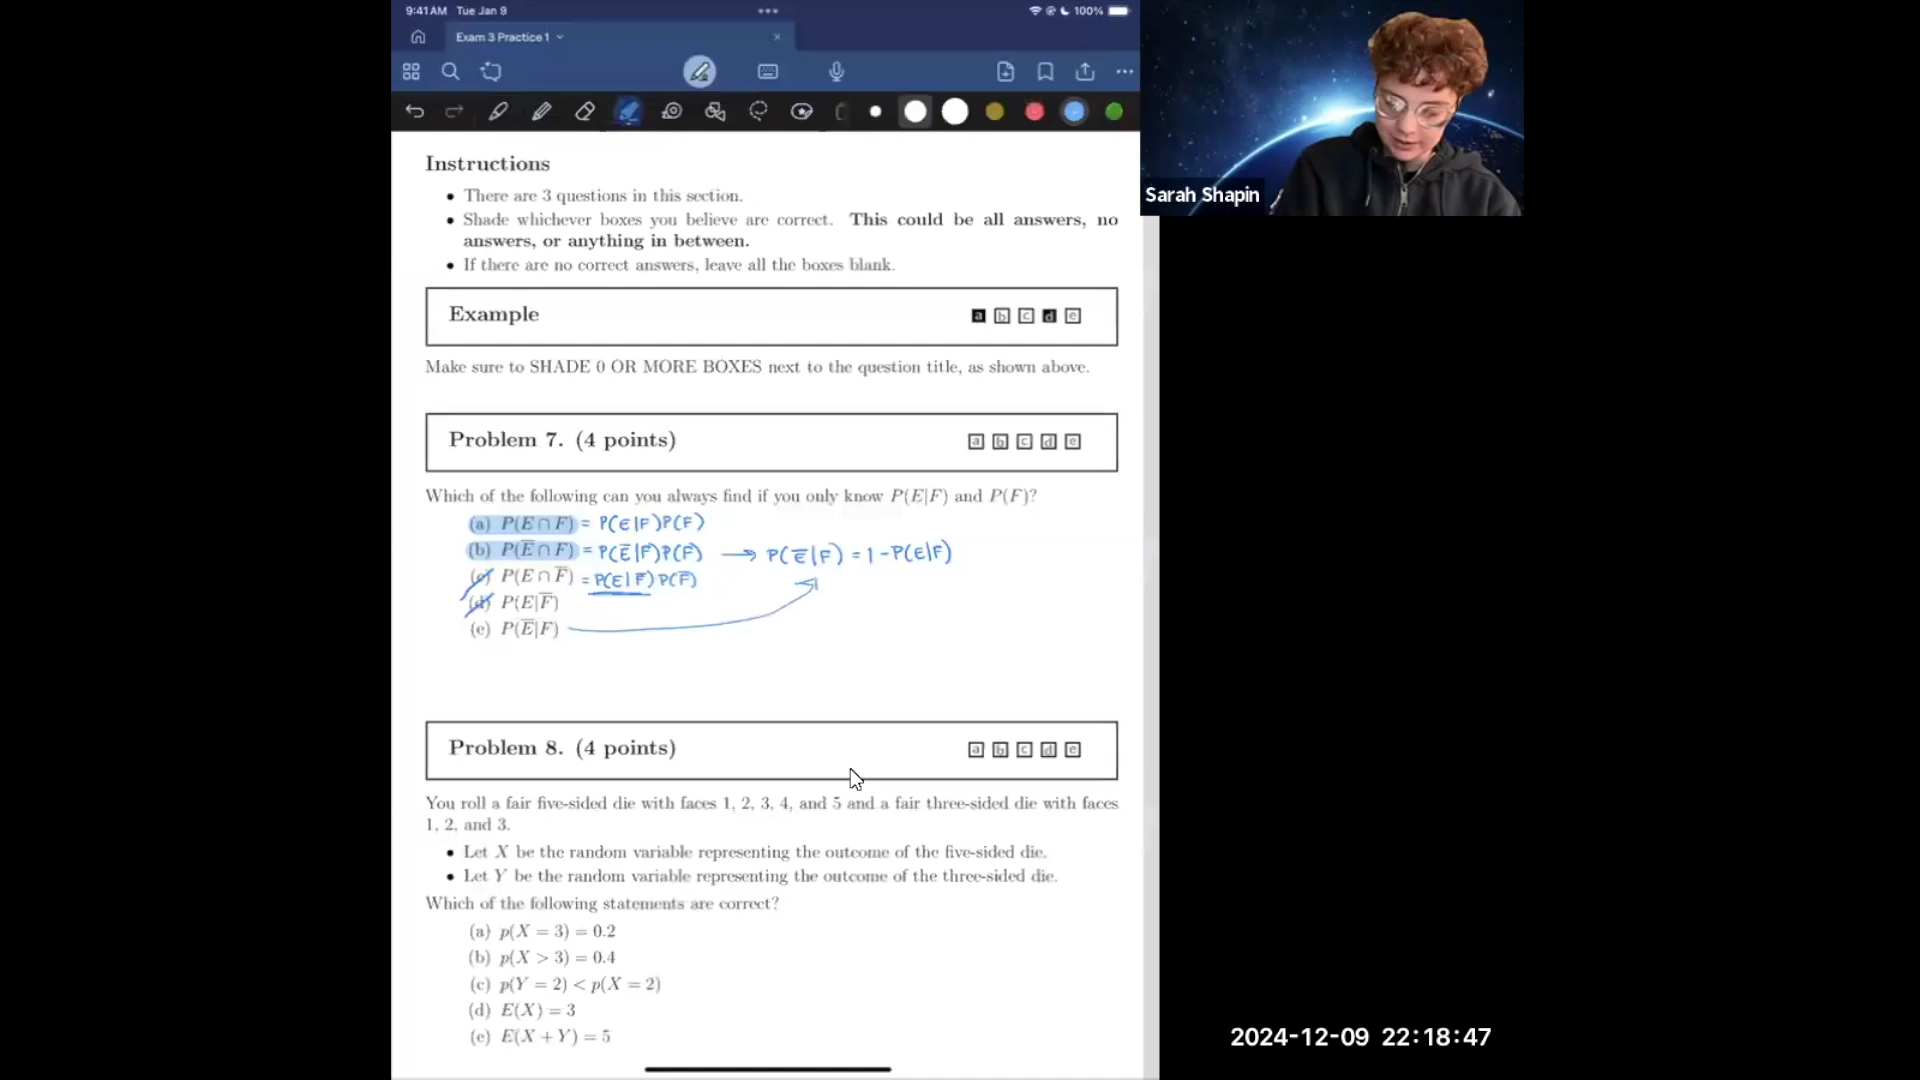 9:41 AM Tue Jan 9
100%
Exam 3 Practice 1
Instructions
• There are 3 questions in this section.
• Shade whichever boxes you believe are correct. This could be all answers, no
answers, or anything in between.
• If there are no correct answers, leave all the boxes blank.
Example a b c d e
Make sure to SHADE 0 OR MORE BOXES next to the question title, as shown above.
Problem 7. (4 points) a b c d e
Which of the following can you always find if you only know P(E|F) and P(F)?
(a) P(E ∩ F) = P(E|F)P(F)
(b) P(E̅ ∩ F) = P(E̅|F)P(F) → P(E̅|F) = 1 - P(E|F)
(c) P(E ∩ F̅) = P(E|F̅)P(F̅)
(d) P(E|F̅)
(e) P(E̅|F)
Problem 8. (4 points) a b c d e
You roll a fair five-sided die with faces 1, 2, 3, 4, and 5 and a fair three-sided die with faces
1, 2, and 3.
• Let X be the random variable representing the outcome of the five-sided die.
• Let Y be the random variable representing the outcome of the three-sided die.
Which of the following statements are correct?
(a) p(X = 3) = 0.2
(b) p(X > 3) = 0.4
(c) p(Y = 2) < p(X = 2)
(d) E(X) = 3
(e) E(X + Y) = 5
Sarah Shapin
2024-12-09 22:18:47